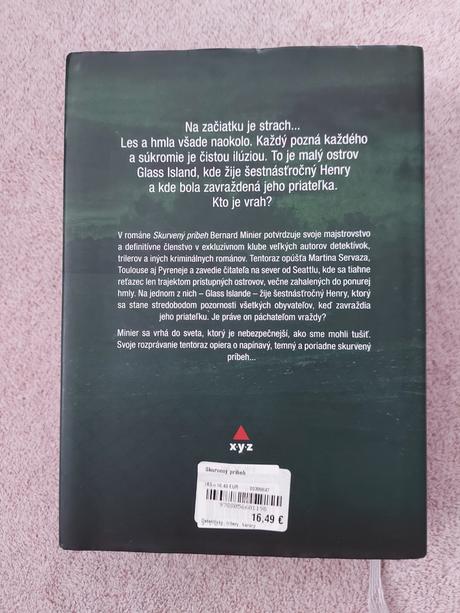 Na začiatku je strach...
Les a hmla všade naokolo. Každý pozná každého
a súkromie je čistou ilúziou. To je malý ostrov
Glass Island, kde žije šestnásťročný Henry
a kde bola zavraždená jeho priateľka.
Kto je vrah?
V románe Skurvený príbeh Bernard Minier potvrdzuje svoje majstrovstvo
a definitívne členstvo v exkluzívnom klube veľkých autorov detektívok,
trilerov a iných kriminálnych románov. Tentoraz opúšťa Martina Servaza,
Toulouse aj Pyreneje a zavedie čitateľa na sever od Seattlu, kde sa tiahne
reťazec len trajektom prístupných ostrovov, večne zahalených do ponurej
hmly. Na jednom z nich – Glass Islande – žije šestnásťročný Henry, ktorý
sa stane stredobodom pozornosti všetkých obyvateľov, keď zavraždia
jeho priateľku. Je práve on páchateľom vraždy?
Minier sa vrhá do sveta, ktorý je nebezpečnejší, ako sme mohli tušiť.
Svoje rozprávanie tentoraz opiera o napínavý, temný a poriadne skurvený
príbeh...
x·y·z
Skurvený príbeh
16,49 EUR
16,49 €
Detektívky, trilery, horory